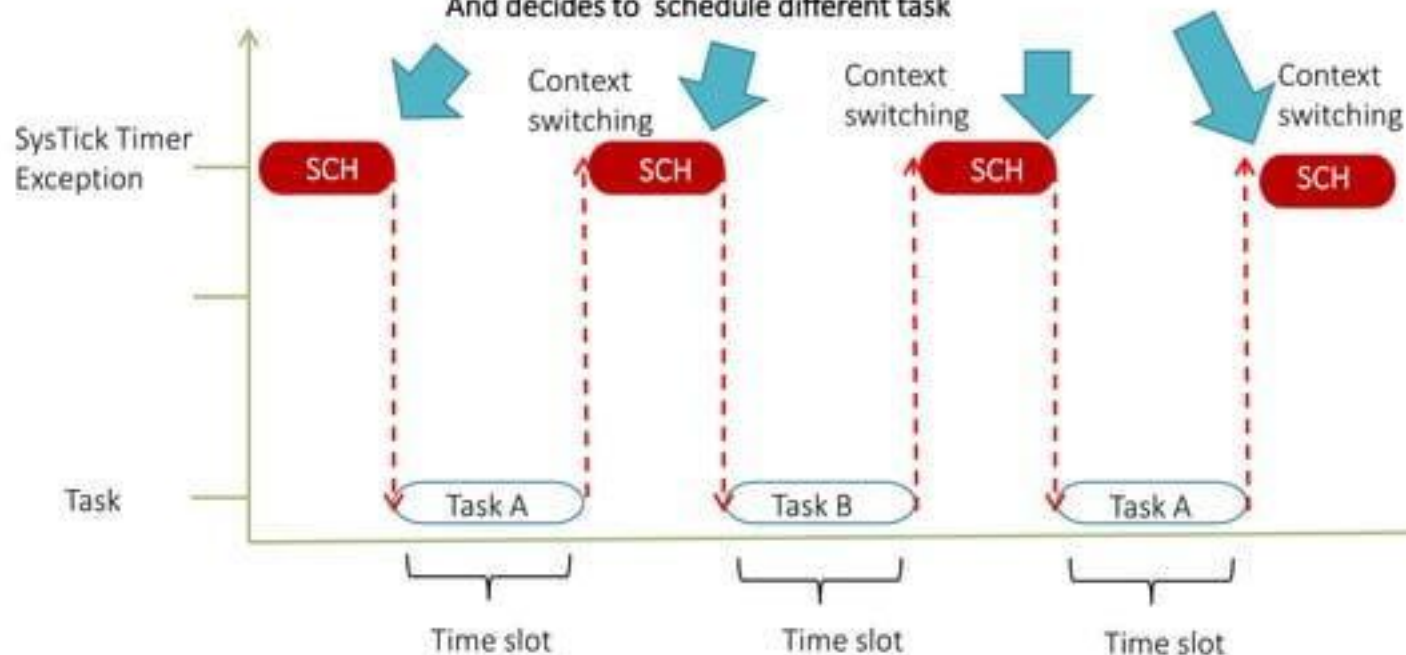 And decides to schedule different task
Context
switching
Context
switching
Context
switching
SysTick Timer
Exception
SCH
SCH
SCH
SCH
Task
Task A
Task B
Task A
Time slot
Time slot
Time slot